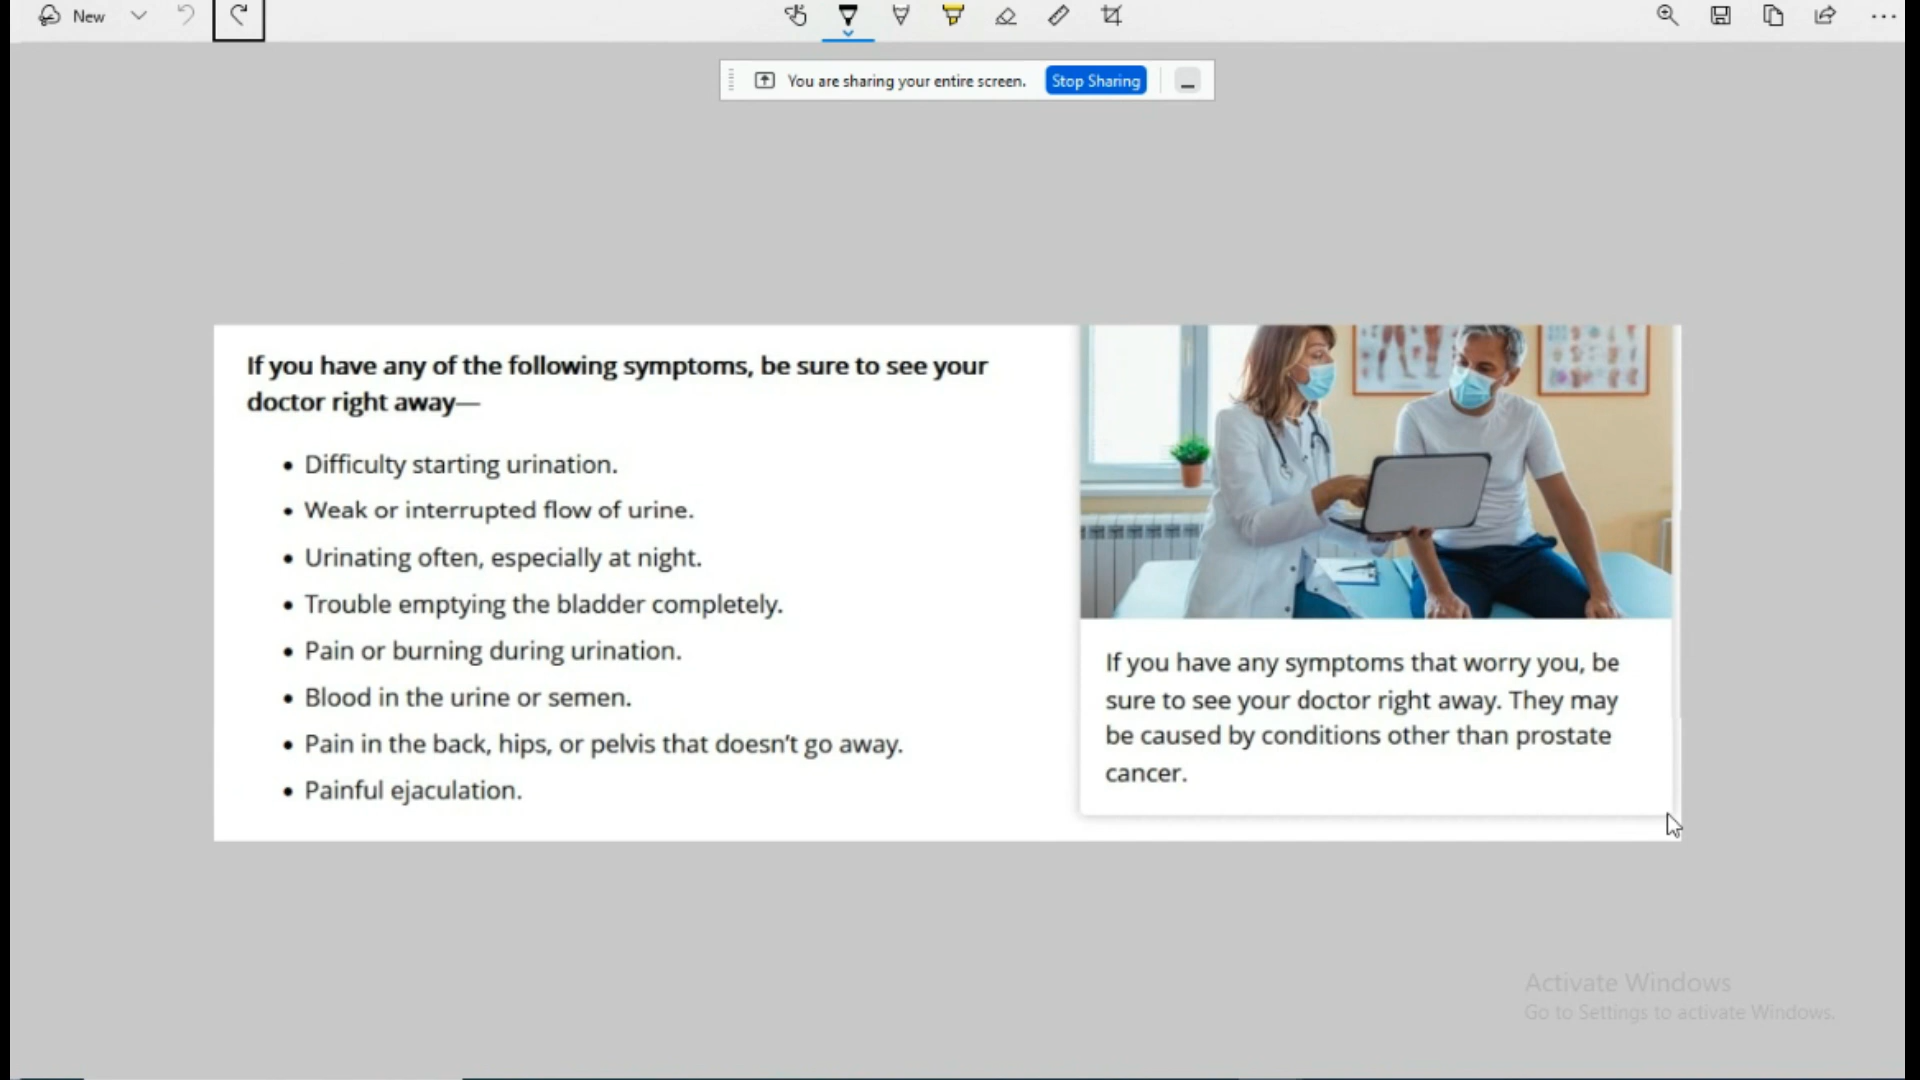 New
You are sharing your entire screen.
Stop Sharing
If you have any of the following symptoms, be sure to see your
doctor right away—
• Difficulty starting urination.
• Weak or interrupted flow of urine.
• Urinating often, especially at night.
• Trouble emptying the bladder completely.
• Pain or burning during urination.
• Blood in the urine or semen.
• Pain in the back, hips, or pelvis that doesn't go away.
• Painful ejaculation.
If you have any symptoms that worry you, be
sure to see your doctor right away. They may
be caused by conditions other than prostate
cancer.
Activate Windows
Go to Settings to activate Windows.